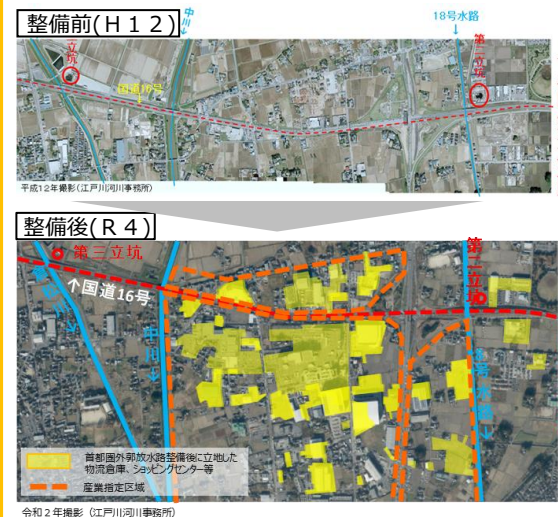 整備前(Ｈ１２)
中川↓
18号水路
↓
第三立坑
国道16号
↓
第二立坑
平成12年撮影(江戸川河川事務所)
整備後(Ｒ４)
第三立坑
↑国道16号
中川→
第二立坑
18号水路→
首都圏外郭放水路整備後に立地した
物流倉庫、ショッピングセンター等
産業指定区域
令和２年撮影（江戸川河川事務所）